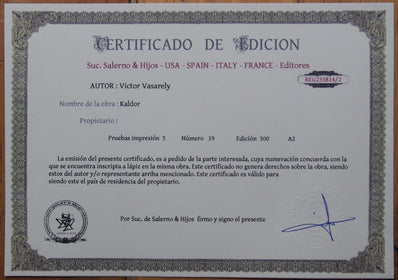 CERTIFICADO DE EDICION
Suc. Salerno & Hijos - USA - SPAIN - ITALY - FRANCE - Editores
REG235814/2
AUTOR : Victor Vasarely
Nombre de la obra : Kaldor
Propietario :
Pruebas impresión 3 Número 19 Edición 300 A2
La emisión del presente certificado, es a pedido de la parte interesada, cuya numeración concuerda con la
que se encuentra inscripta a lápiz en la misma obra. Este certificado no genera derechos sobre la obra, siendo
estos del autor y/o representante arriba mencionado. Este certificado es válido para
siendo este el país de residencia del propietario.
Por Suc. de Salerno & Hijos firmo y signo el presente